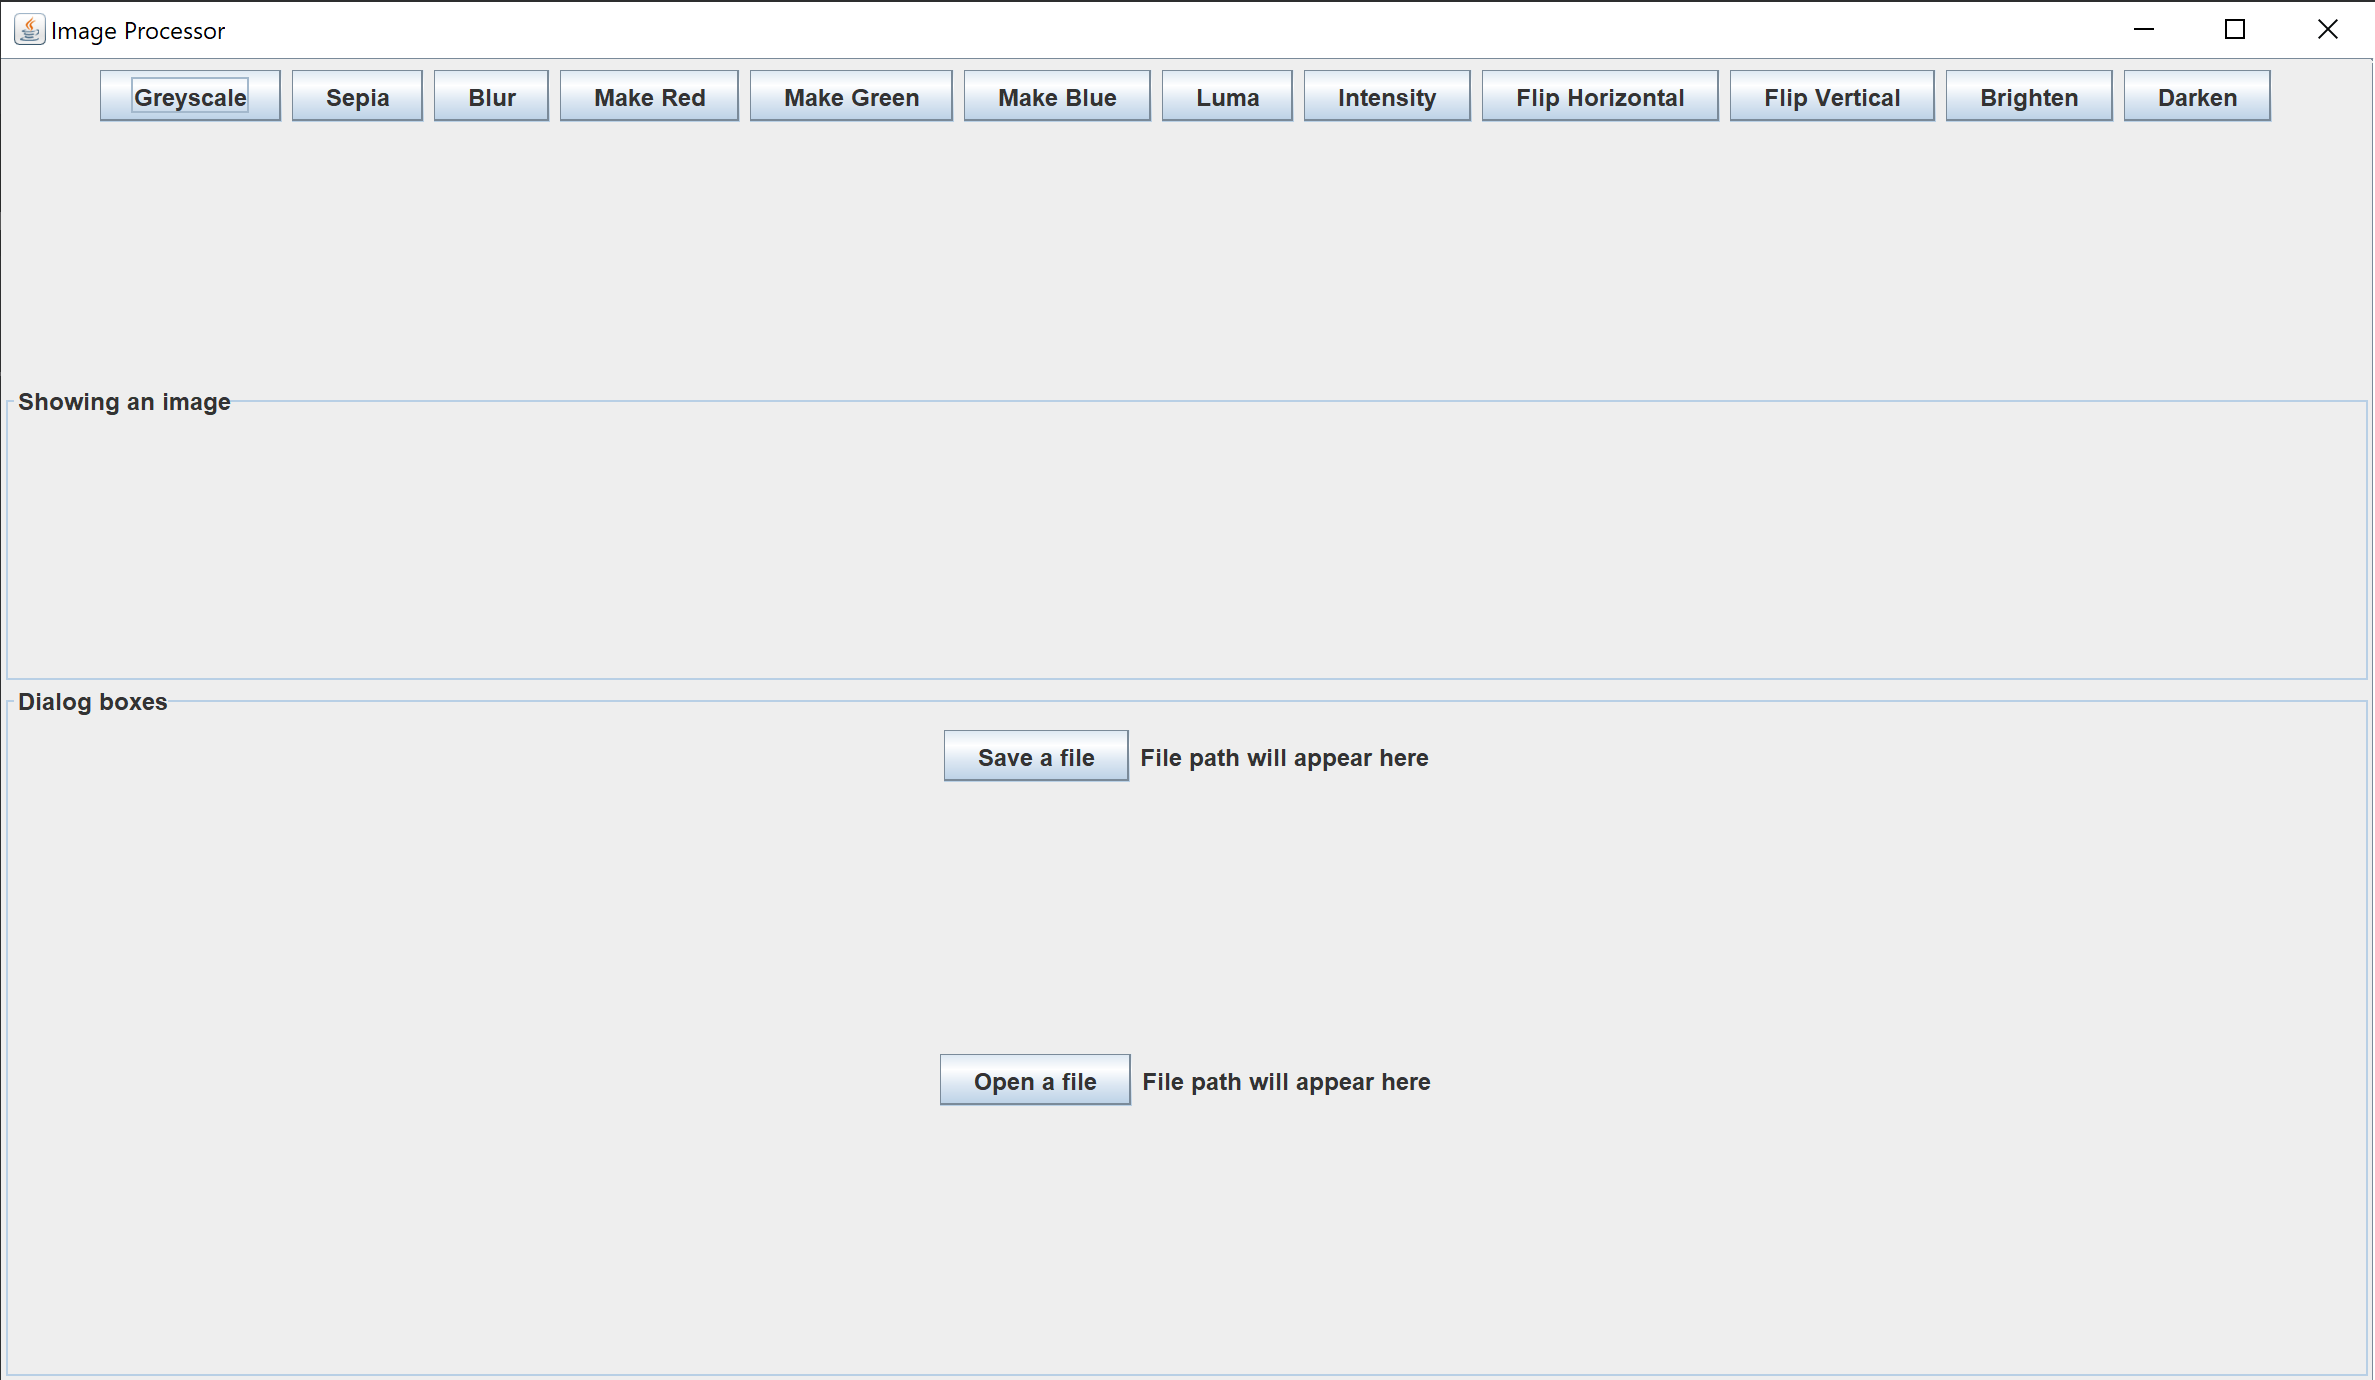 Image Processor
Greyscale Sepia Blur Make Red Make Green Make Blue Luma Intensity Flip Horizontal Flip Vertical Brighten Darken
Showing an image
Dialog boxes
Save a file File path will appear here
Open a file File path will appear here